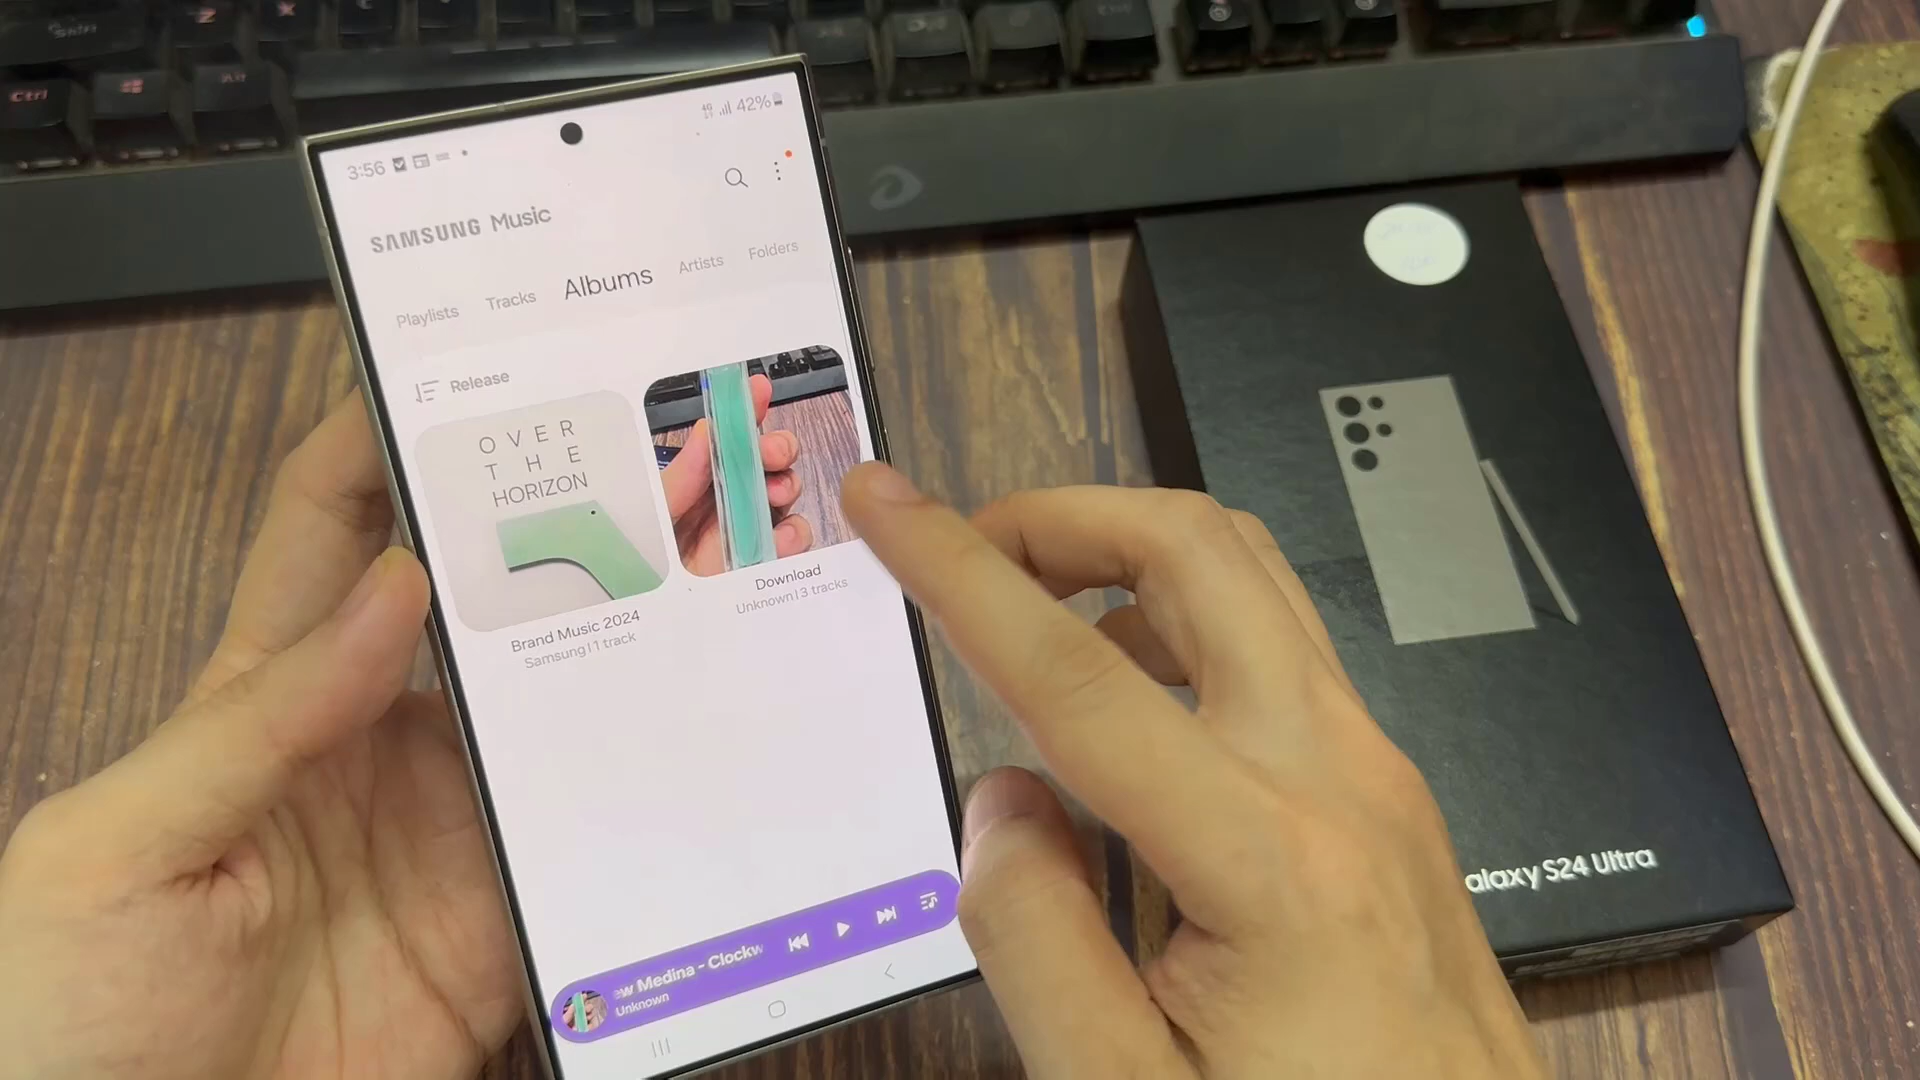 Ctrl
Alt
3:56
42%
SAMSUNG Music
Playlists
Tracks
Albums
Artists
Folders
Release
OVER
THE
HORIZON
Brand Music 2024
Samsung | 1 track
Download
Unknown | 3 tracks
ew Medina - Clockw
Unknown
alaxy S24 Ultra